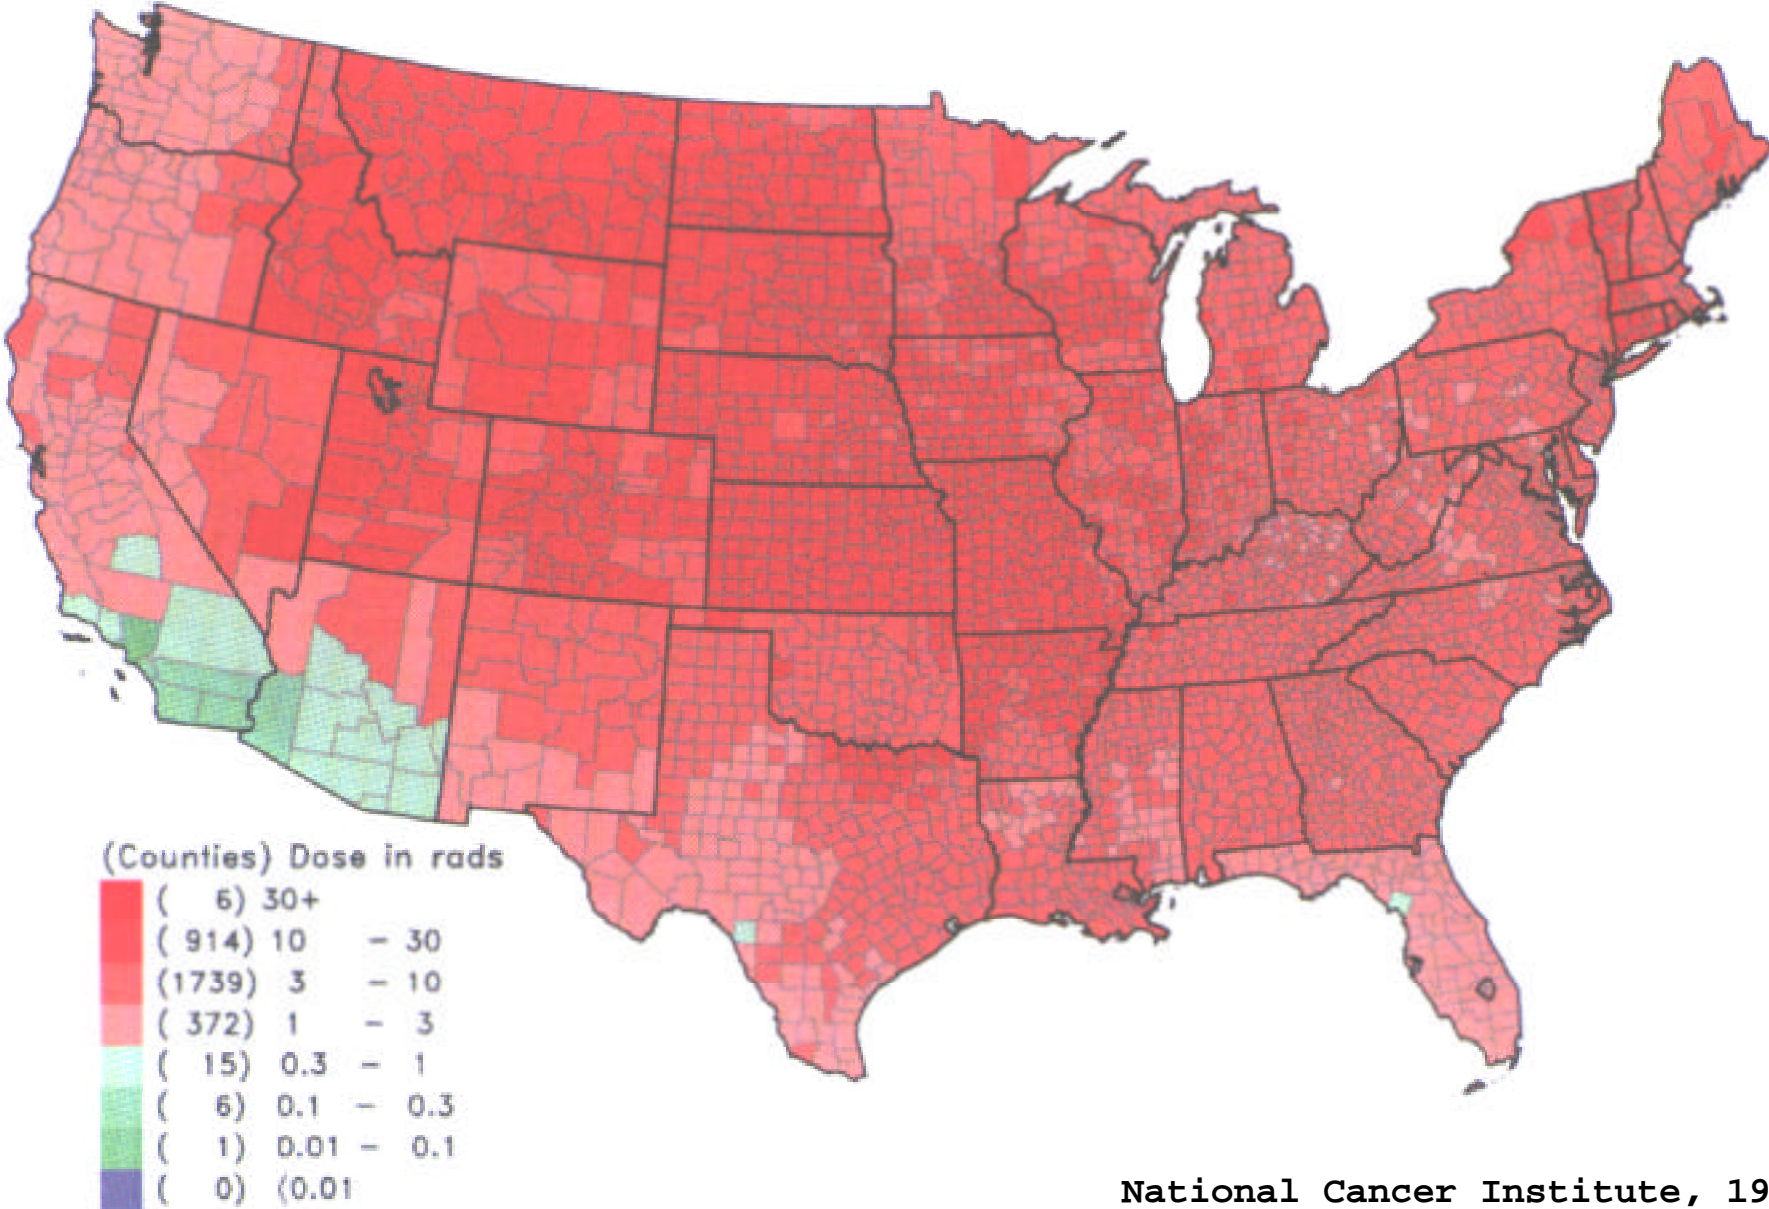 (Counties) Dose in rads
( 6) 30+
( 914) 10 - 30
(1739) 3 - 10
( 372) 1 - 3
( 15) 0.3 - 1
( 6) 0.1 - 0.3
( 1) 0.01 - 0.1
( 0) (0.01
National Cancer Institute, 19